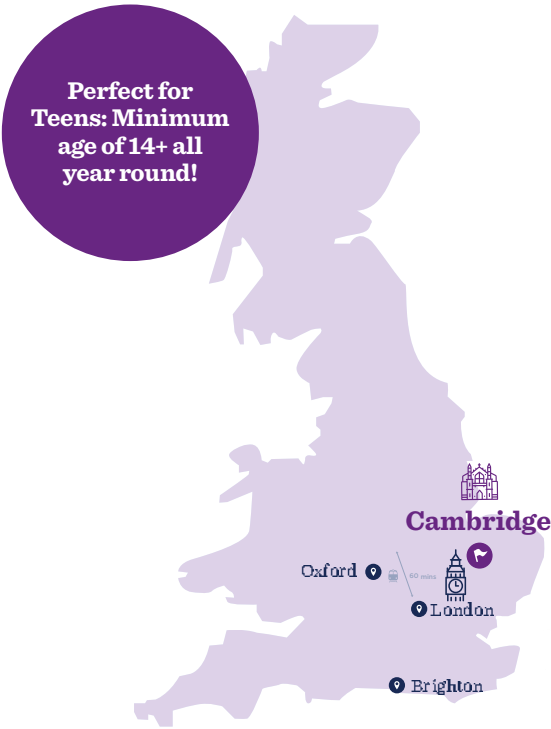 Perfect for
Teens: Minimum
age of 14+ all
year round!
Cambridge
Oxford
60 mins
London
Brighton